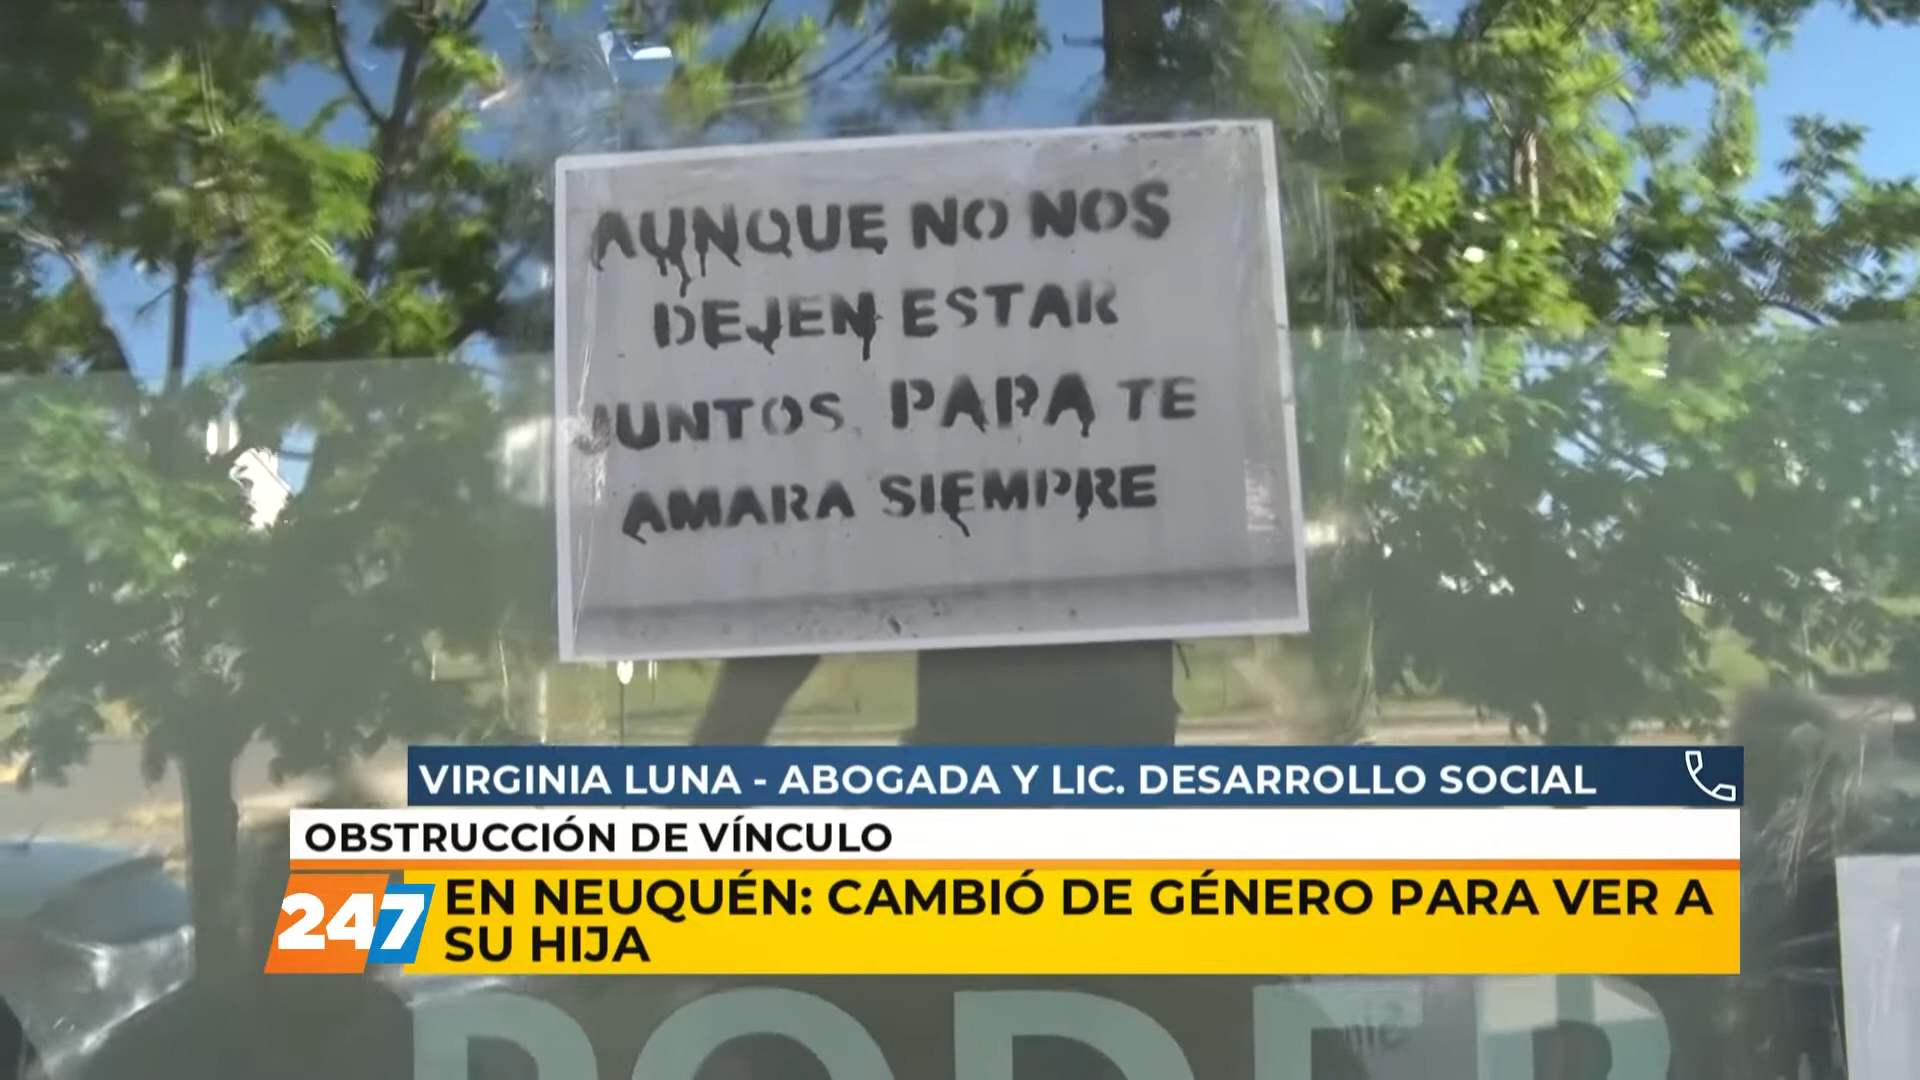 AUNQUE NO NOS
DEJEN ESTAR
JUNTOS, PAPA TE
AMARA SIEMPRE
VIRGINIA LUNA - ABOGADA Y LIC. DESARROLLO SOCIAL
OBSTRUCCIÓN DE VÍNCULO
247
EN NEUQUÉN: CAMBIÓ DE GÉNERO PARA VER A
SU HIJA
PODER